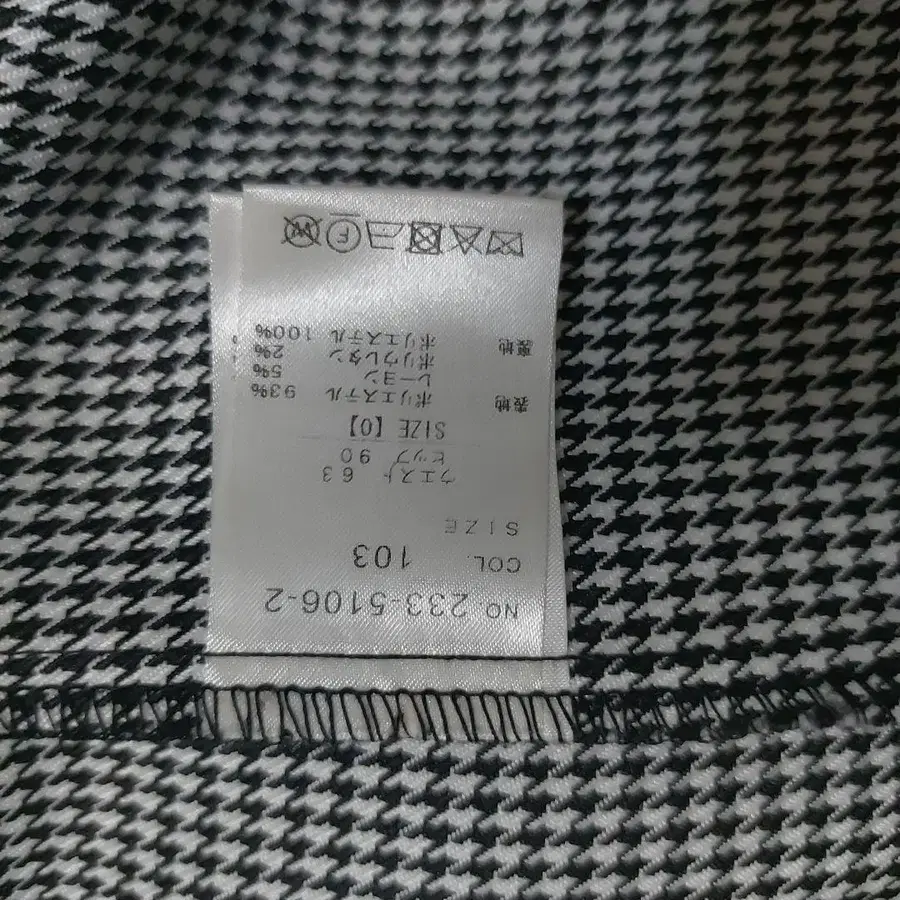 NO. 233-5106-2
COL. 103
SIZE
ウエスト 63
ヒップ 90
SIZE【0】
表地 ポリエステル 93%
レーヨン 5%
ポリウレタン 2%
裏地 ポリエステル 100%
F W